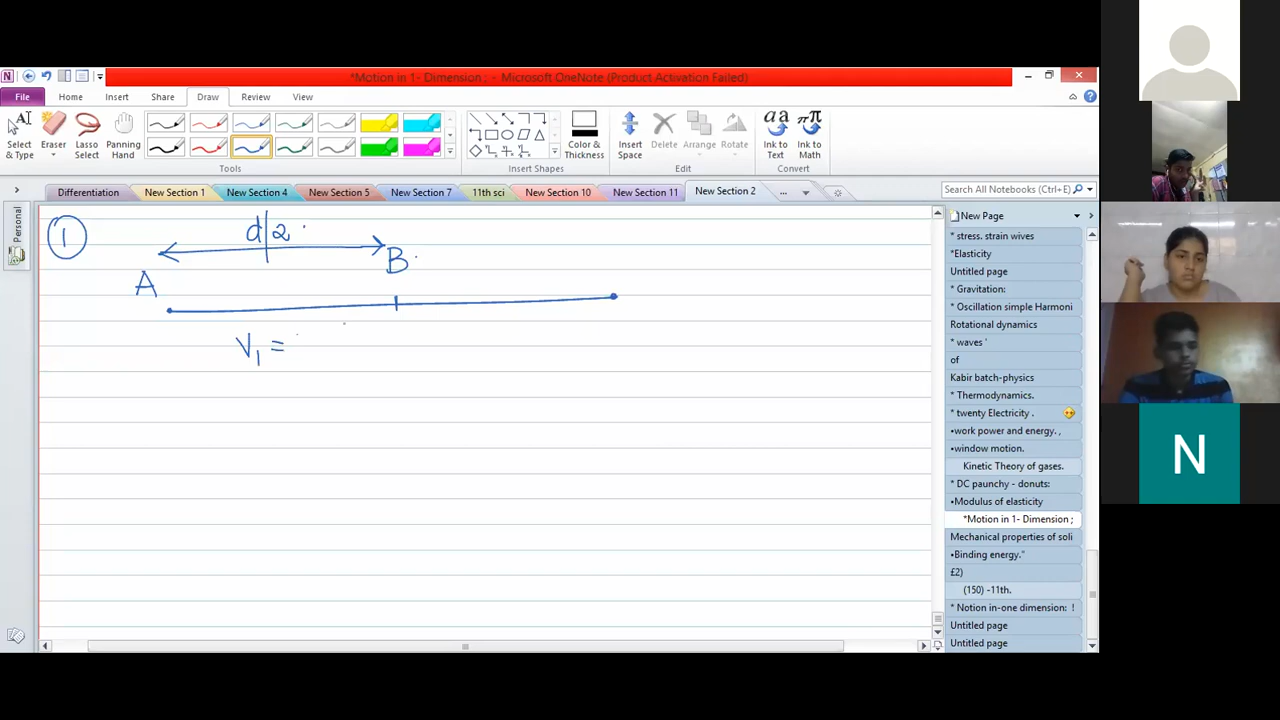 *Motion in 1- Dimension ; - Microsoft OneNote (Product Activation Failed)
File Home Insert Share Draw Review View
Select & Type
Eraser
Lasso Select
Panning Hand
Color & Thickness
Insert Space
Delete
Arrange
Rotate
Ink to Text
Ink to Math
Tools
Insert Shapes
Edit
Convert
Differentiation New Section 1 New Section 4 New Section 5 New Section 7 11th sci New Section 10 New Section 11 New Section 2 ...
Search All Notebooks (Ctrl+E)
Personal
1
d/2
B
A
V₁ =
New Page
* stress. strain wives
*Elasticity
Untitled page
* Gravitation:
* Oscillation simple Harmoni
Rotational dynamics
* waves '
of
Kabir batch-physics
* Thermodynamics.
* twenty Electricity .
•work power and energy. ,
•window motion.
Kinetic Theory of gases.
* DC paunchy - donuts:
•Modulus of elasticity
*Motion in 1- Dimension ;
Mechanical properties of soli
•Binding energy."
£2)
(150) -11th.
* Notion in-one dimension: !
Untitled page
Untitled page
N